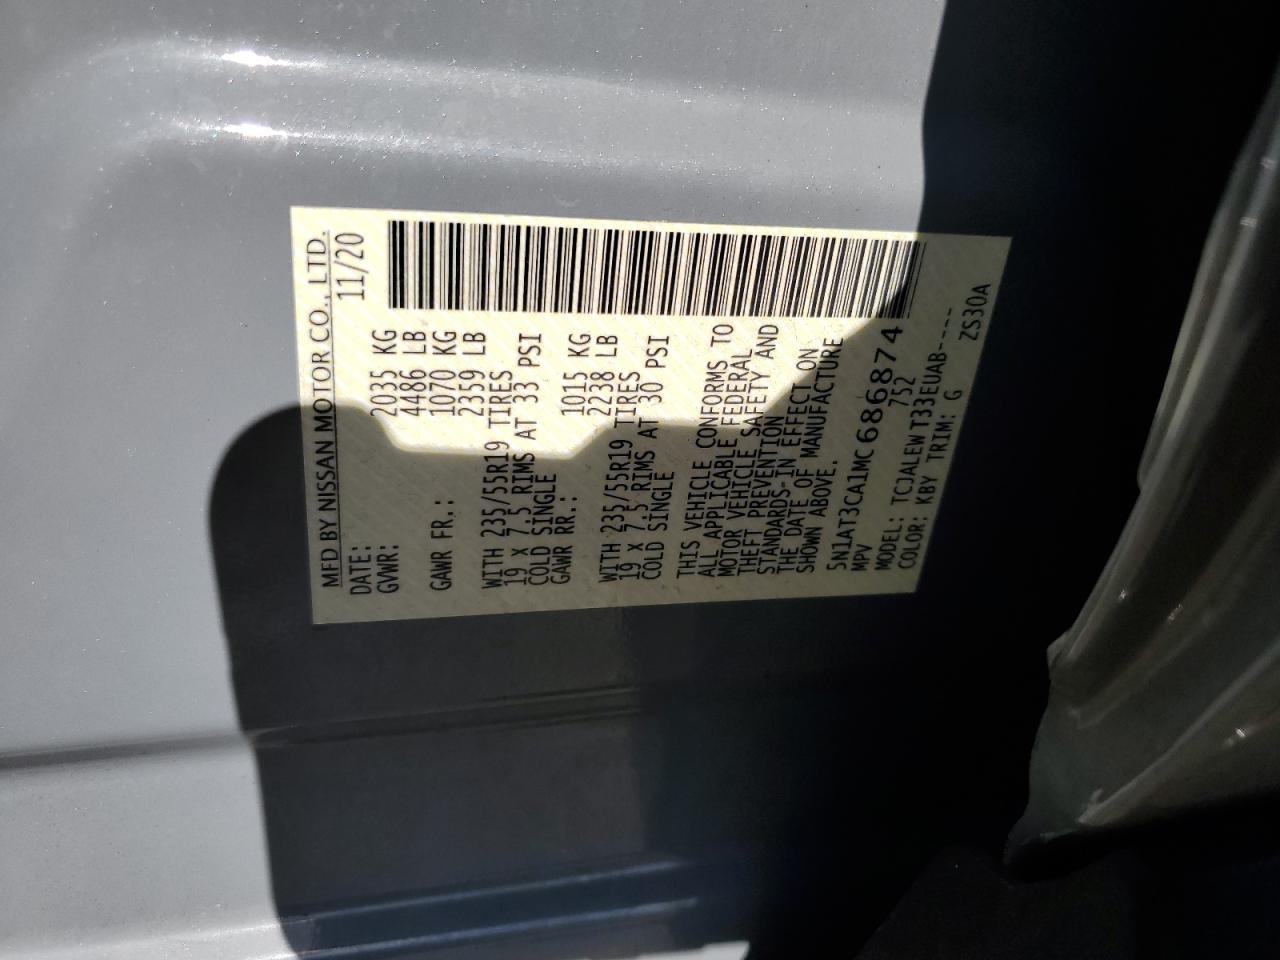 MFD BY NISSAN MOTOR CO., LTD.
DATE: 11/20
GVWR: 2035 KG
4486 LB
GAWR FR.: 1070 KG
2359 LB
WITH 235/55R19 TIRES
19 X 7.5 RIMS AT 33 PSI
COLD SINGLE
GAWR RR.: 1015 KG
2238 LB
WITH 235/55R19 TIRES
19 X 7.5 RIMS AT 30 PSI
COLD SINGLE
THIS VEHICLE CONFORMS TO
ALL APPLICABLE FEDERAL
MOTOR VEHICLE SAFETY AND
THEFT PREVENTION
STANDARDS-IN EFFECT ON
THE DATE OF MANUFACTURE
SHOWN ABOVE.
5N1AT3CA1MC686874
MPV 752
MODEL: TCJALEWT33EUAB-----
COLOR: KBY TRIM: G ZS30A